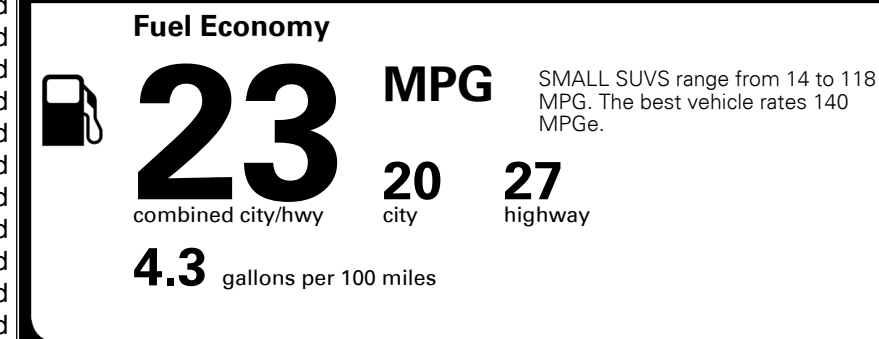 Fuel Economy
23 MPG
SMALL SUVS range from 14 to 118
MPG. The best vehicle rates 140
MPGe.
20 27
combined city/hwy city highway
4.3 gallons per 100 miles
d
d
d
d
d
d
d
d
d
d
d